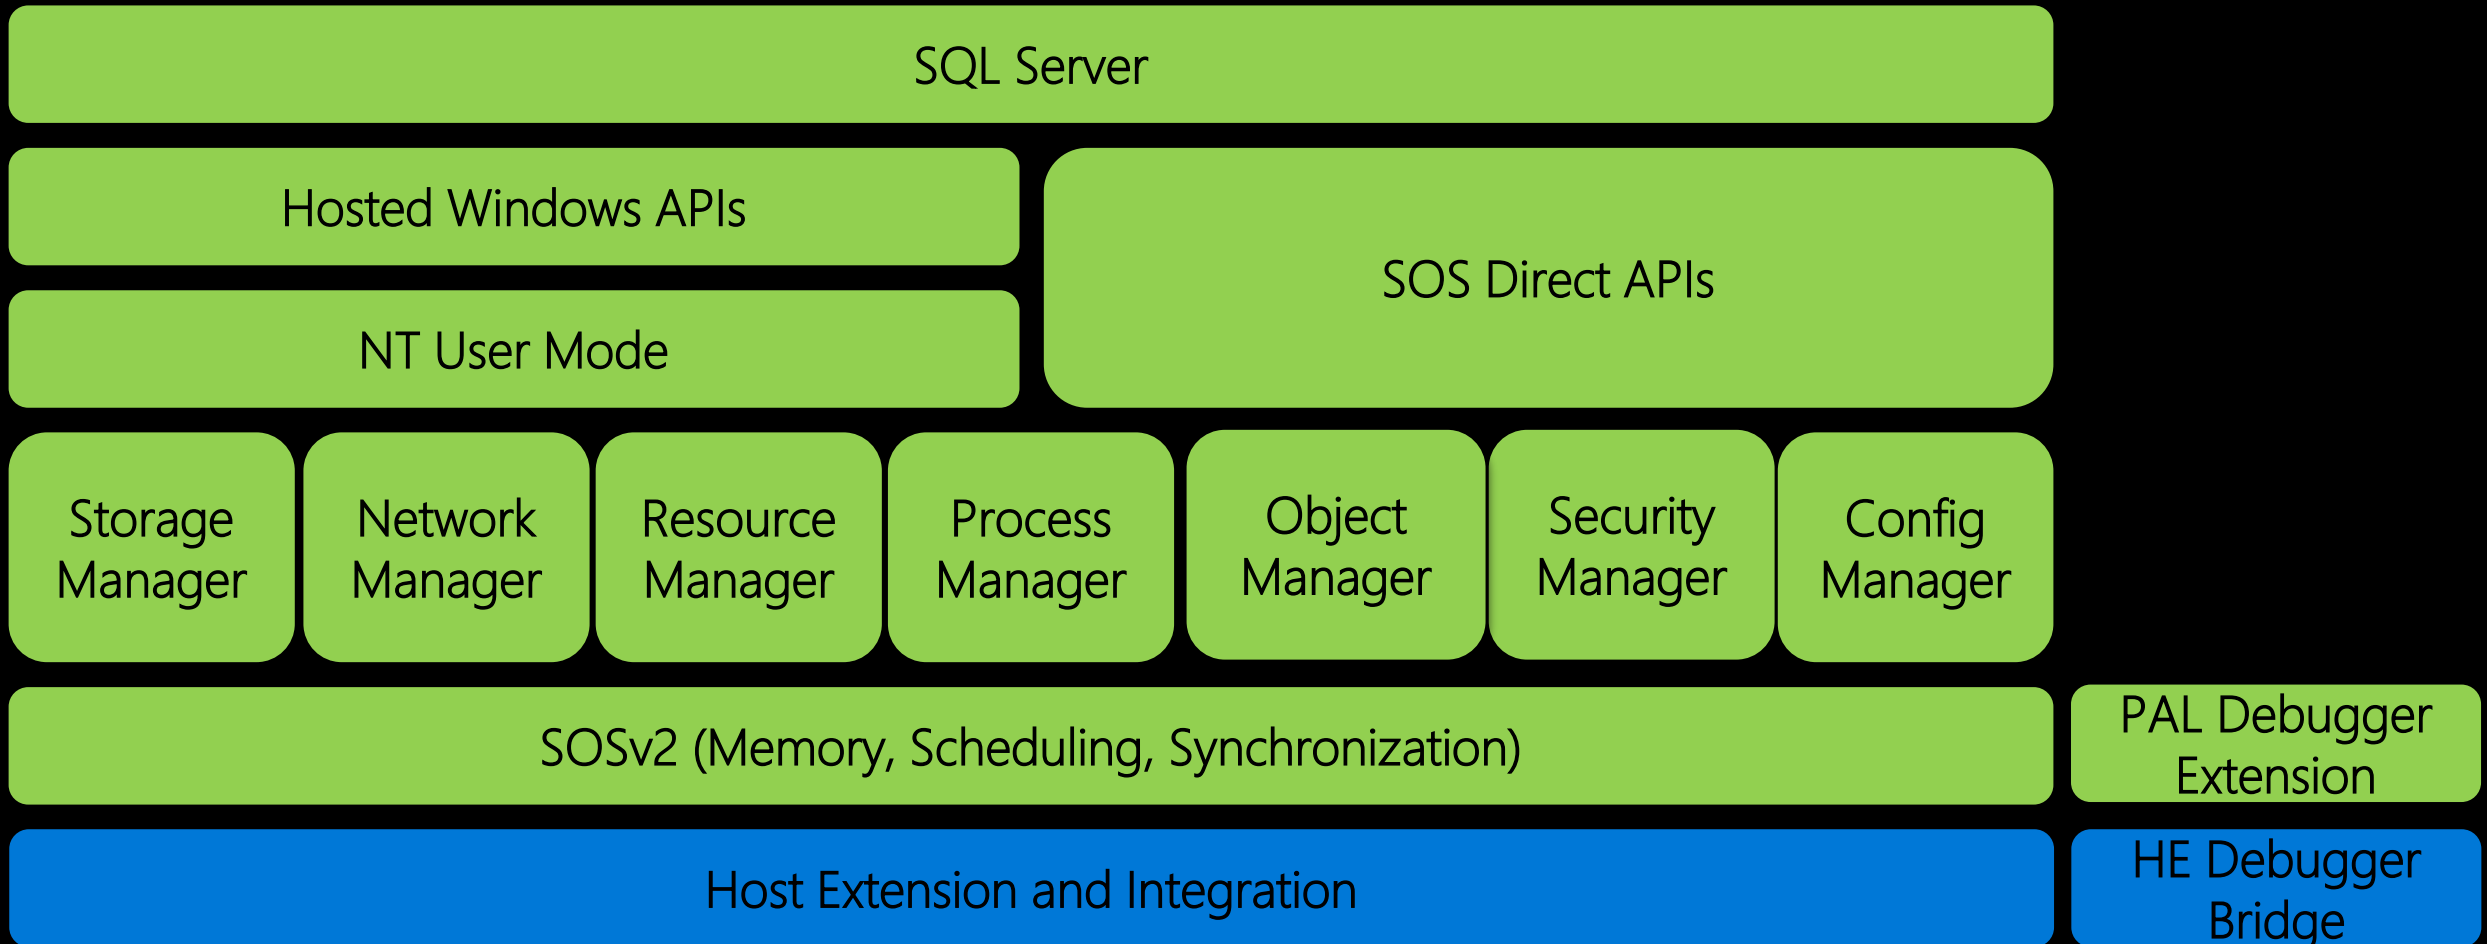 SQL Server
Hosted Windows APIs
SOS Direct APIs
NT User Mode
Storage
Manager
Network
Manager
Resource
Manager
Process
Manager
Object
Manager
Security
Manager
Config
Manager
SOSv2 (Memory, Scheduling, Synchronization)
PAL Debugger
Extension
Host Extension and Integration
HE Debugger
Bridge